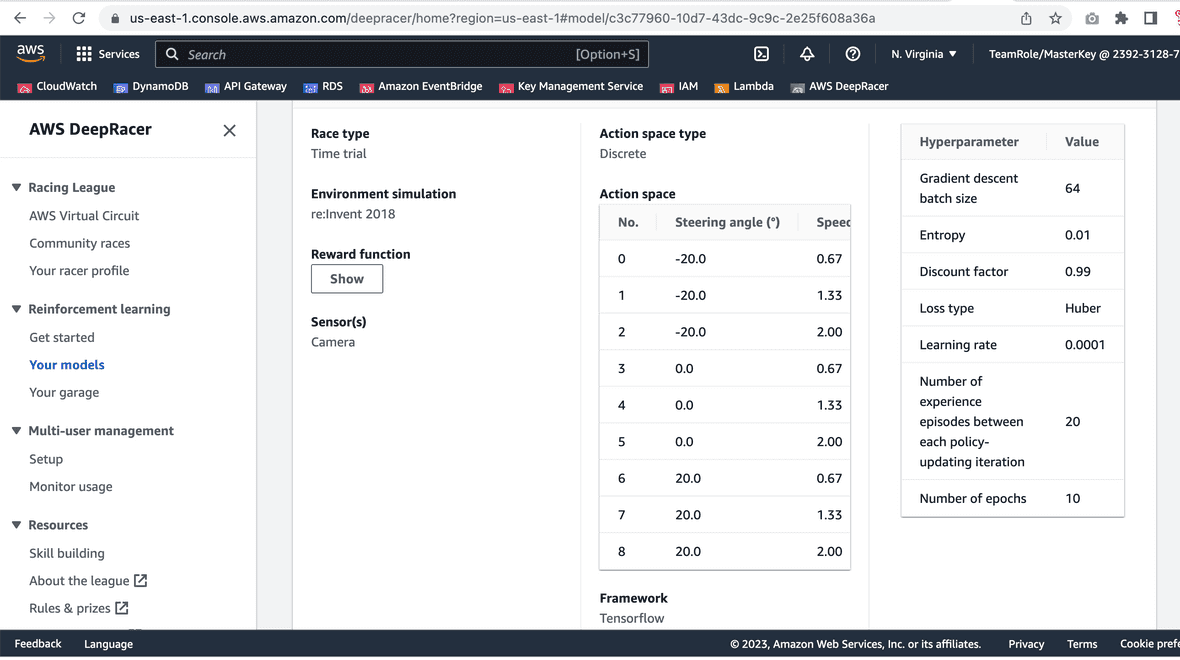 us-east-1.console.aws.amazon.com/deepracer/home?region=us-east-1#model/c3c77960-10d7-43dc-9c9c-2e25f608a36a
aws Services Search [Option+S] N. Virginia TeamRole/MasterKey @ 2392-3128-7
CloudWatch DynamoDB API Gateway RDS Amazon EventBridge Key Management Service IAM Lambda AWS DeepRacer
AWS DeepRacer
Racing League
AWS Virtual Circuit
Community races
Your racer profile
Reinforcement learning
Get started
Your models
Your garage
Multi-user management
Setup
Monitor usage
Resources
Skill building
About the league
Rules & prizes
Race type
Time trial
Environment simulation
re:Invent 2018
Reward function
Show
Sensor(s)
Camera
Action space type
Discrete
Action space
No. Steering angle (°) Speed
0 -20.0 0.67
1 -20.0 1.33
2 -20.0 2.00
3 0.0 0.67
4 0.0 1.33
5 0.0 2.00
6 20.0 0.67
7 20.0 1.33
8 20.0 2.00
Framework
Tensorflow
Hyperparameter Value
Gradient descent
batch size 64
Entropy 0.01
Discount factor 0.99
Loss type Huber
Learning rate 0.0001
Number of
experience
episodes between 20
each policy-
updating iteration
Number of epochs 10
Feedback Language © 2023, Amazon Web Services, Inc. or its affiliates. Privacy Terms Cookie prefe